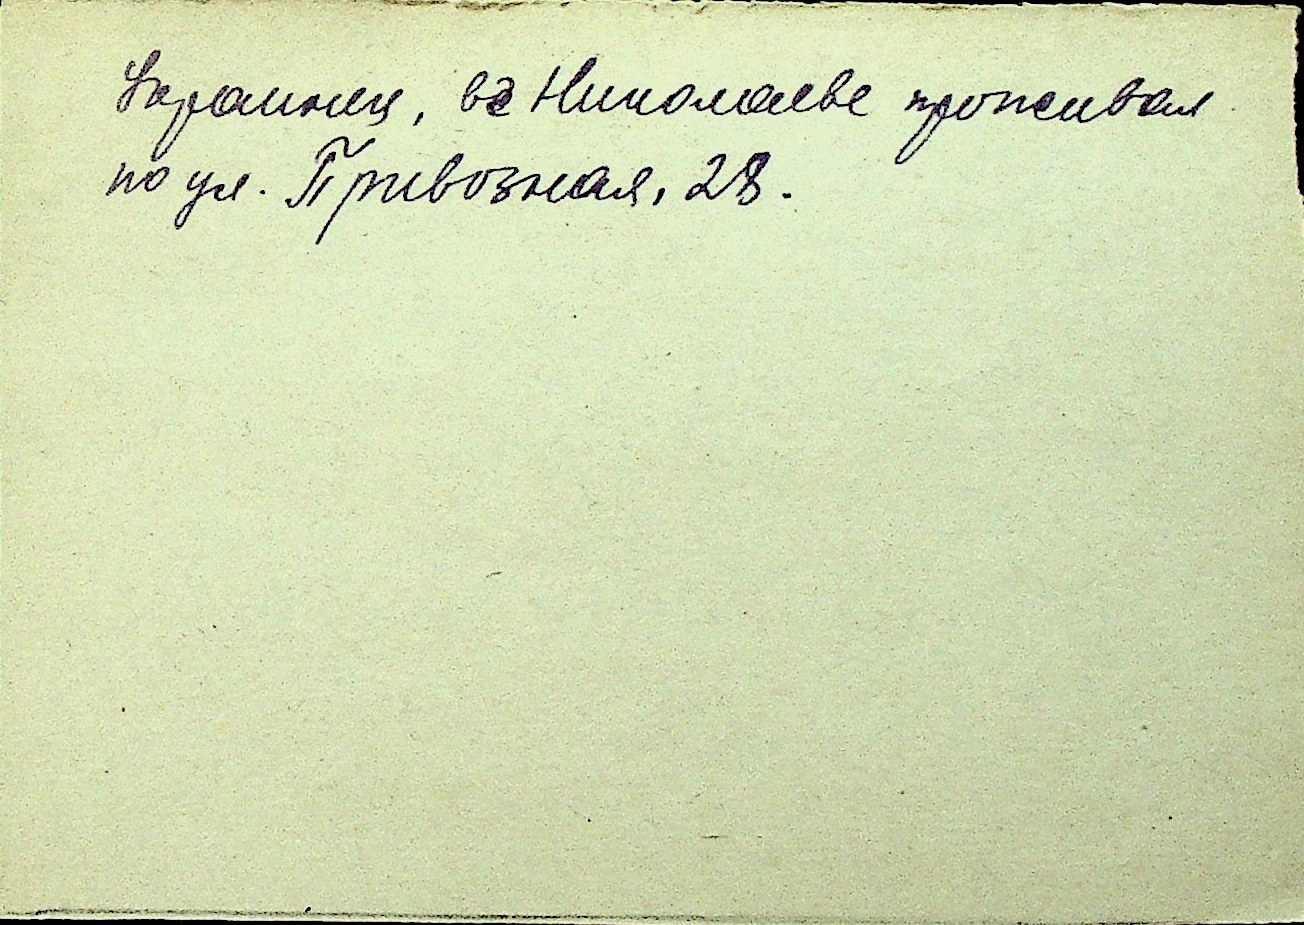 Украинец, в г Николаеве проживал
по ул. Привозная, 28.